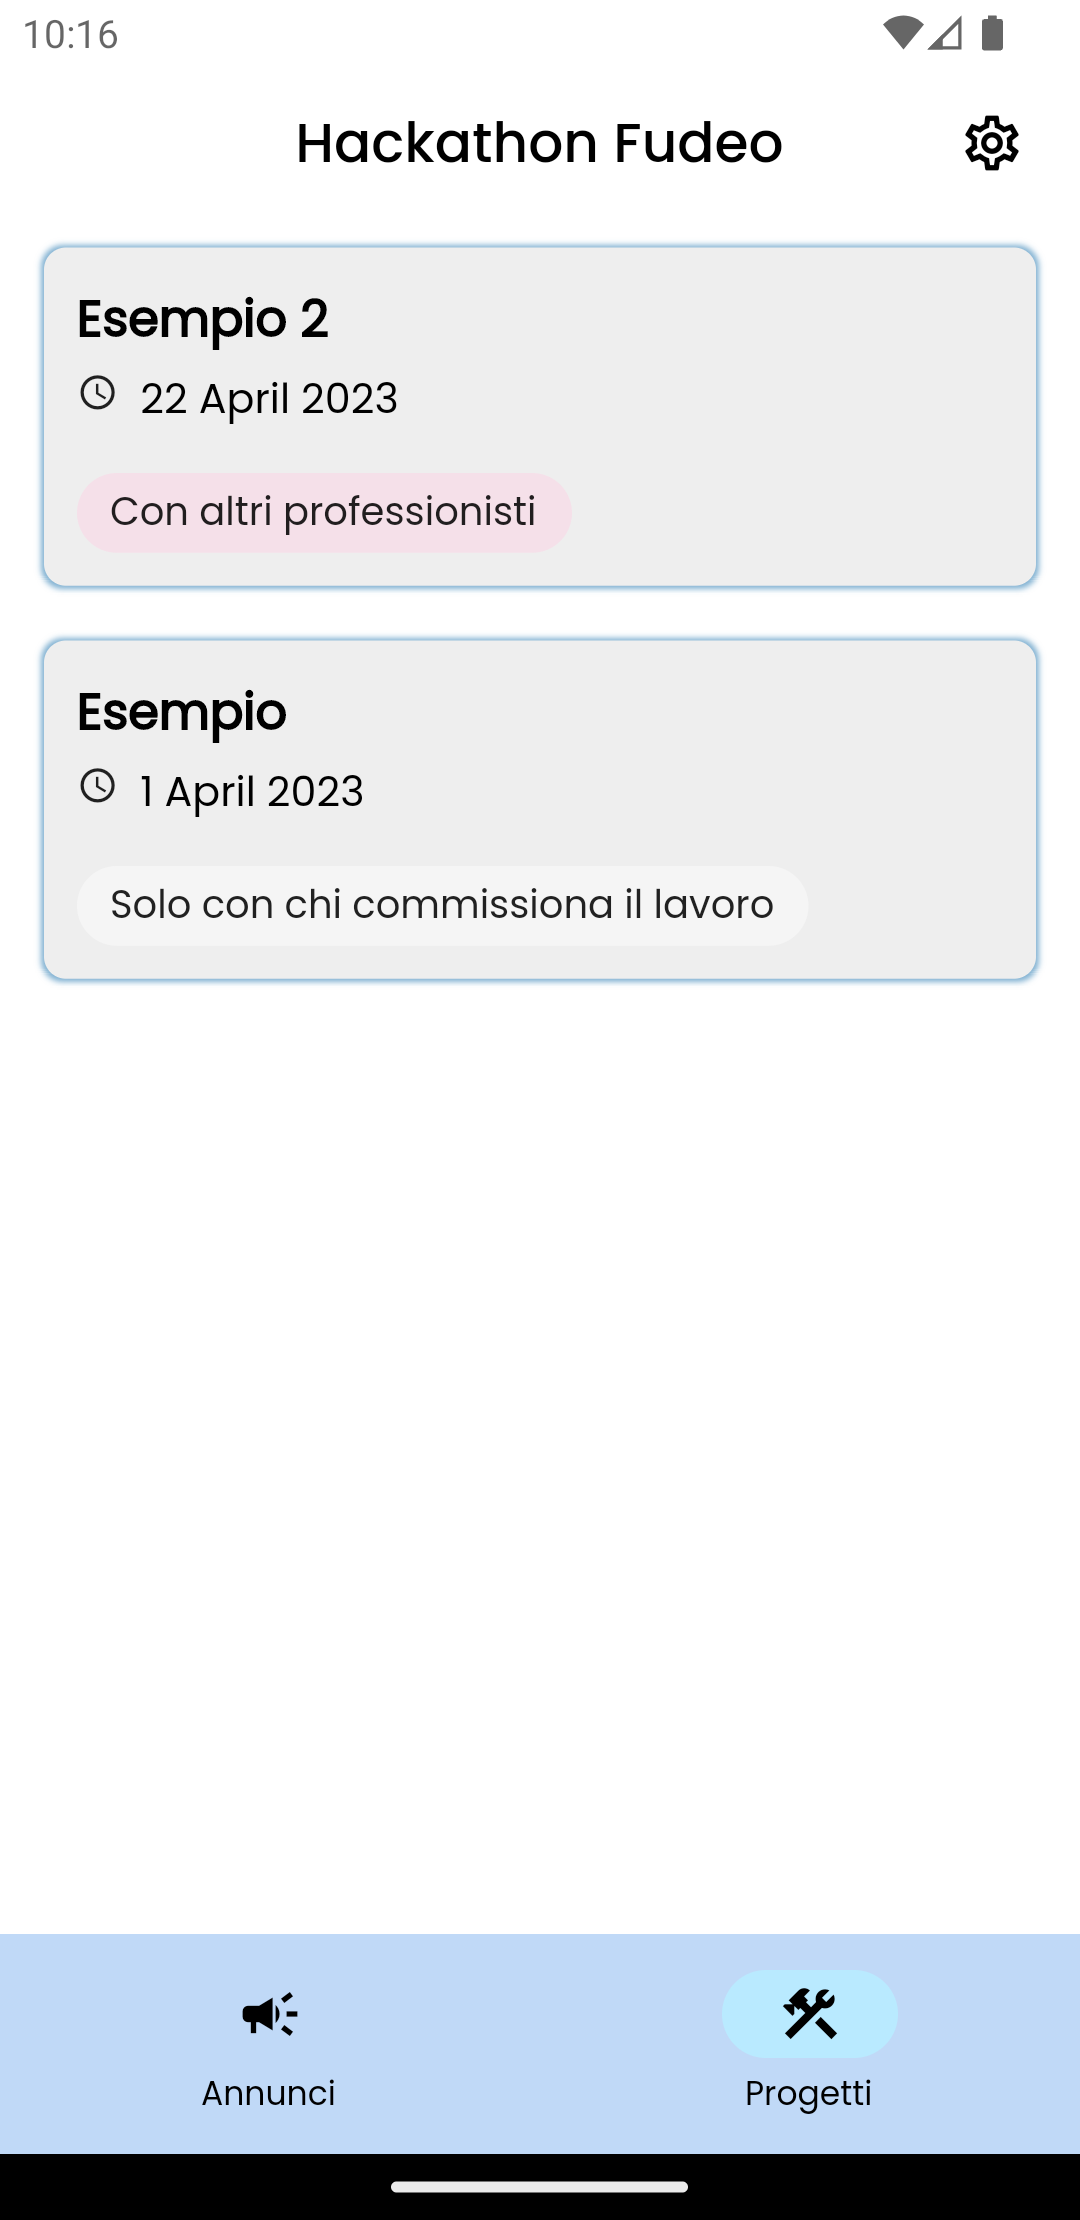 10:16
Hackathon Fudeo
Esempio 2
22 April 2023
Con altri professionisti
Esempio
1 April 2023
Solo con chi commissiona il lavoro
Annunci
Progetti